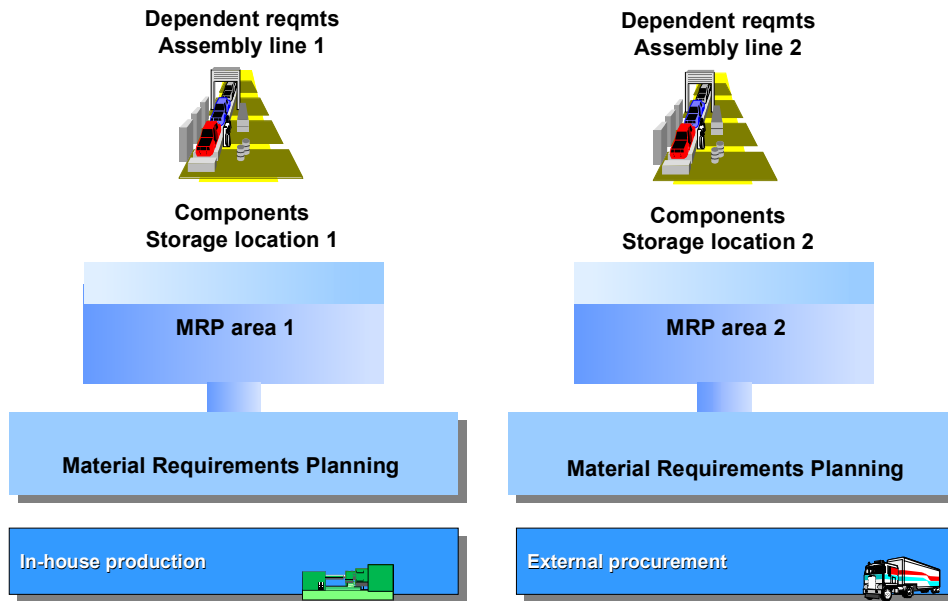 Dependent reqmts
Assembly line 1
Dependent reqmts
Assembly line 2
Components
Storage location 1
Components
Storage location 2
MRP area 1
MRP area 2
Material Requirements Planning
Material Requirements Planning
In-house production
External procurement